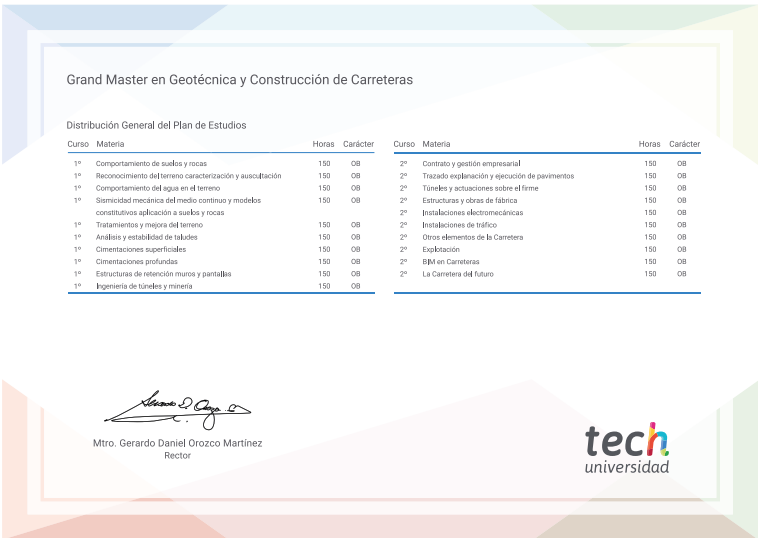 Grand Master en Geotécnica y Construcción de Carreteras
Distribución General del Plan de Estudios
Curso Materia Horas Carácter
1º Comportamiento de suelos y rocas 150 OB
1º Reconocimiento del terreno caracterización y auscultación 150 OB
1º Comportamiento del agua en el terreno 150 OB
1º Sismicidad mecánica del medio continuo y modelos 150 OB
constitutivos aplicación a suelos y rocas
1º Tratamientos y mejora del terreno 150 OB
1º Análisis y estabilidad de taludes 150 OB
1º Cimentaciones superficiales 150 OB
1º Cimentaciones profundas 150 OB
1º Estructuras de retención muros y pantallas 150 OB
1º Ingeniería de túneles y minería 150 OB
Curso Materia Horas Carácter
2º Contrato y gestión empresarial 150 OB
2º Trazado explanación y ejecución de pavimentos 150 OB
2º Túneles y actuaciones sobre el firme 150 OB
2º Estructuras y obras de fábrica 150 OB
2º Instalaciones electromecánicas 150 OB
2º Instalaciones de tráfico 150 OB
2º Otros elementos de la Carretera 150 OB
2º Explotación 150 OB
2º BIM en Carreteras 150 OB
2º La Carretera del futuro 150 OB
Mtro. Gerardo Daniel Orozco Martínez
Rector
tech
universidad